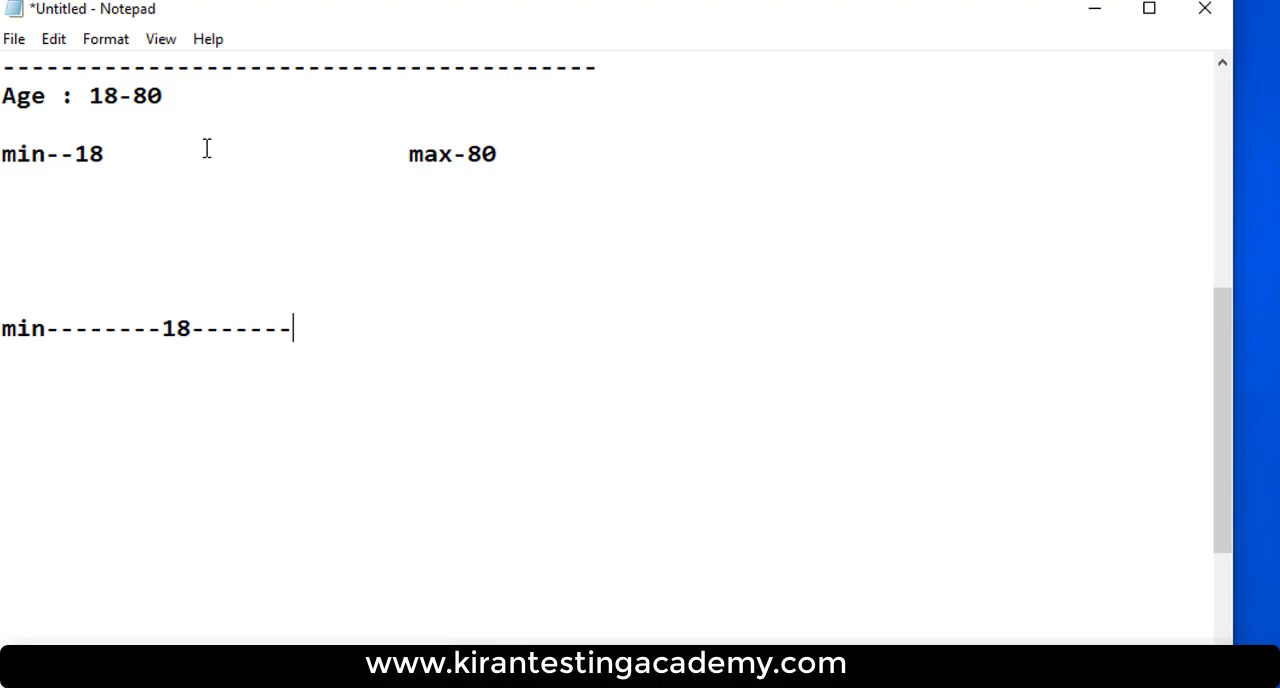 *Untitled - Notepad
File Edit Format View Help
-----------------------------------------
Age : 18-80
min--18 max-80
min--------18-------
www.kirantestingacademy.com